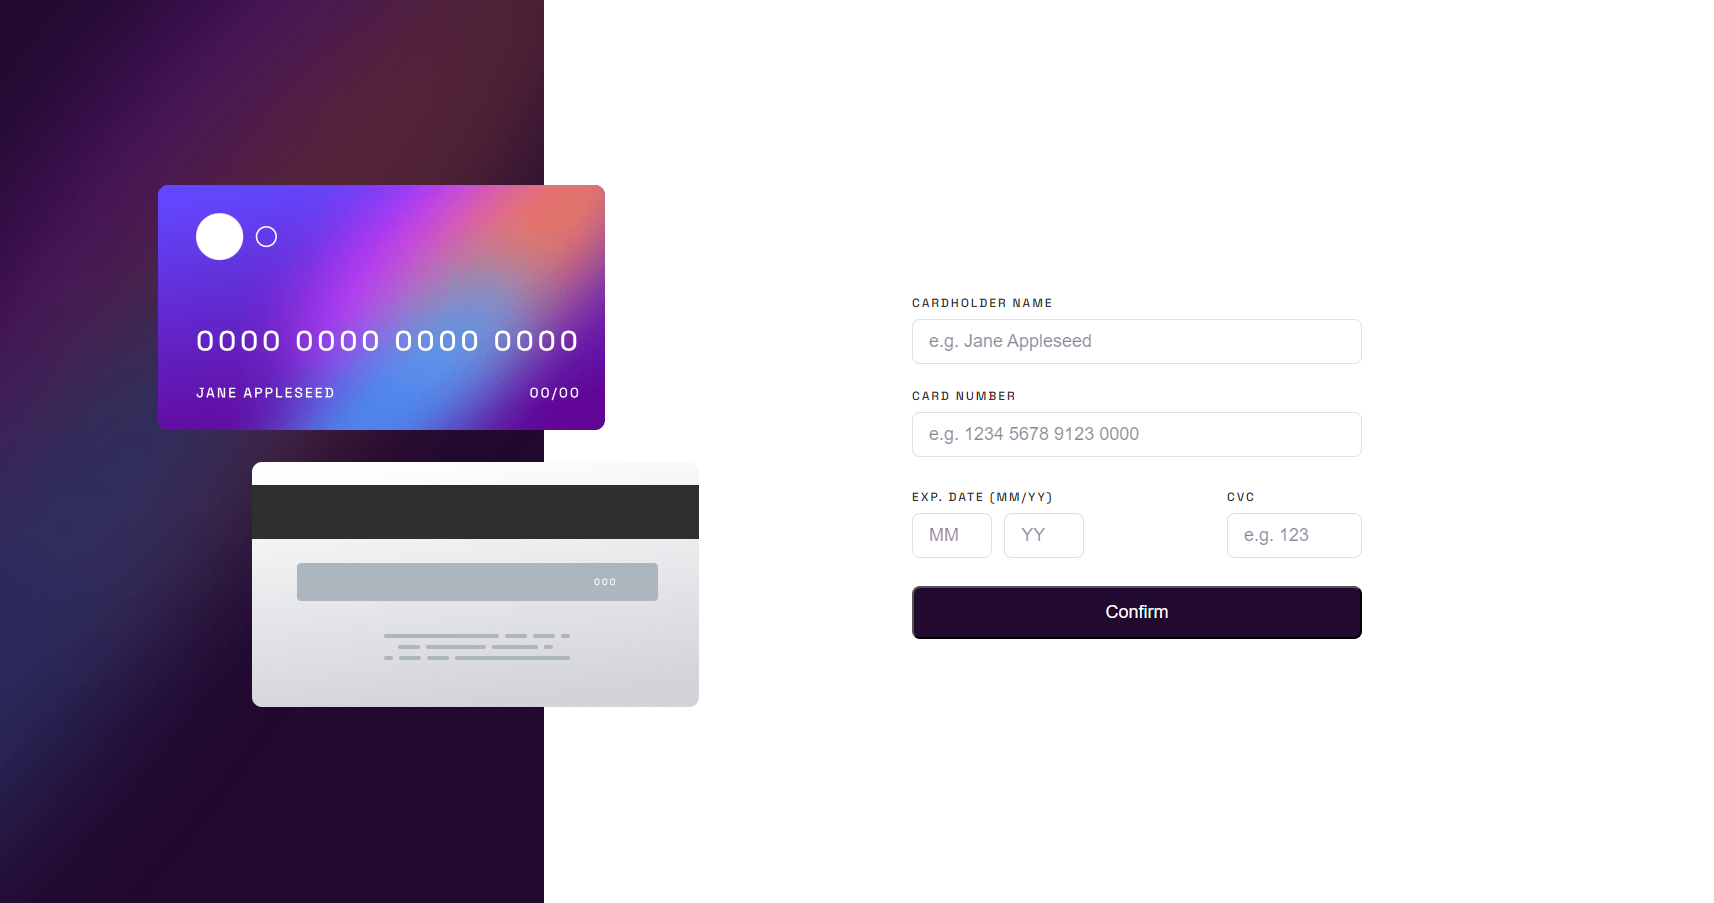 0000 0000 0000 0000
JANE APPLESEED 00/00
000
CARDHOLDER NAME
e.g. Jane Appleseed
CARD NUMBER
e.g. 1234 5678 9123 0000
EXP. DATE (MM/YY) CVC
MM YY e.g. 123
Confirm